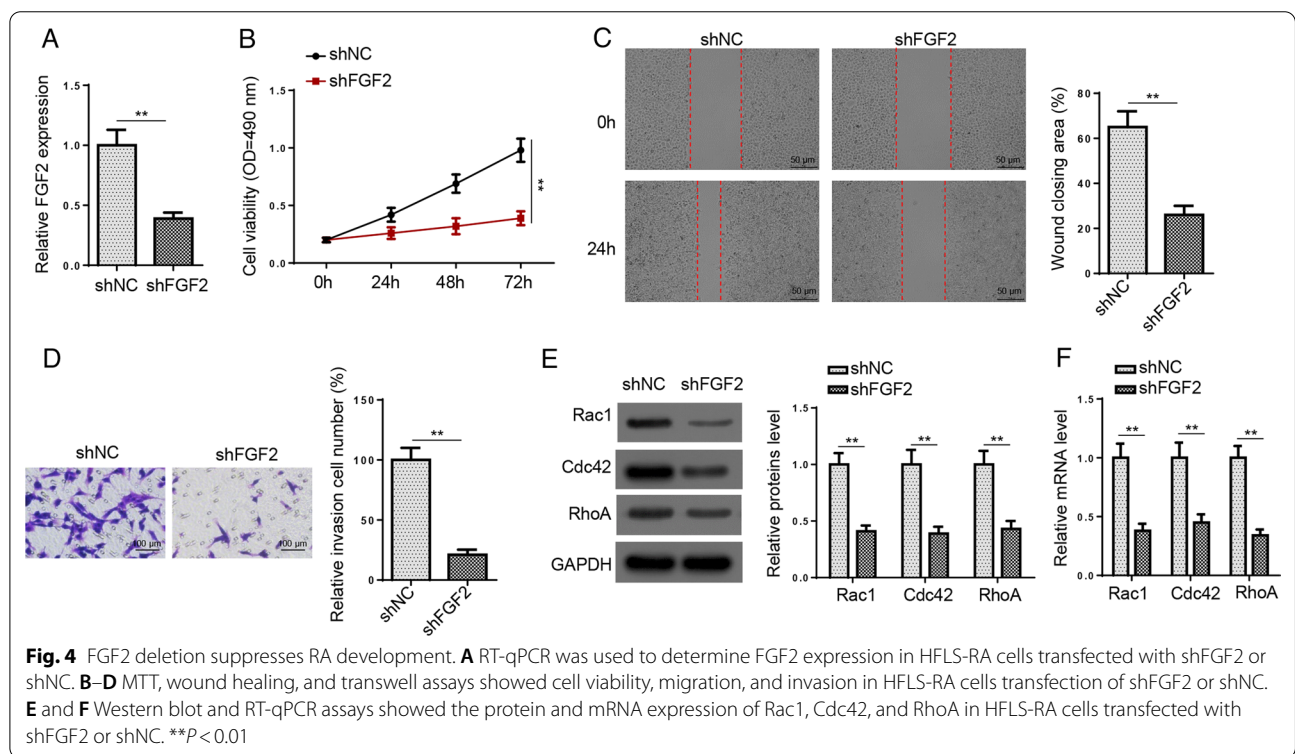 A
Relative FGF2 expression
1.5
1.0
0.5
0.0
**
shNC
shFGF2
B
shNC
shFGF2
Cell viability (OD=490 nm)
1.5
1.0
0.5
0.0
**
0h
24h
48h
72h
C
shNC
shFGF2
0h
24h
50 μm
50 μm
50 μm
50 μm
Wound closing area (%)
80
60
40
20
0
**
shNC
shFGF2
D
shNC
shFGF2
100 μm
100 μm
Relative invasion cell number (%)
150
100
50
0
**
shNC
shFGF2
E
shNC
shFGF2
Rac1
Cdc42
RhoA
GAPDH
shNC
shFGF2
Relative proteins level
1.5
1.0
0.5
0.0
**
**
**
Rac1
Cdc42
RhoA
F
shNC
shFGF2
Relative mRNA level
1.5
1.0
0.5
0.0
**
**
**
Rac1
Cdc42
RhoA
Fig. 4 FGF2 deletion suppresses RA development. A RT-qPCR was used to determine FGF2 expression in HFLS-RA cells transfected with shFGF2 or
shNC. B–D MTT, wound healing, and transwell assays showed cell viability, migration, and invasion in HFLS-RA cells transfection of shFGF2 or shNC.
E and F Western blot and RT-qPCR assays showed the protein and mRNA expression of Rac1, Cdc42, and RhoA in HFLS-RA cells transfected with
shFGF2 or shNC. **P < 0.01